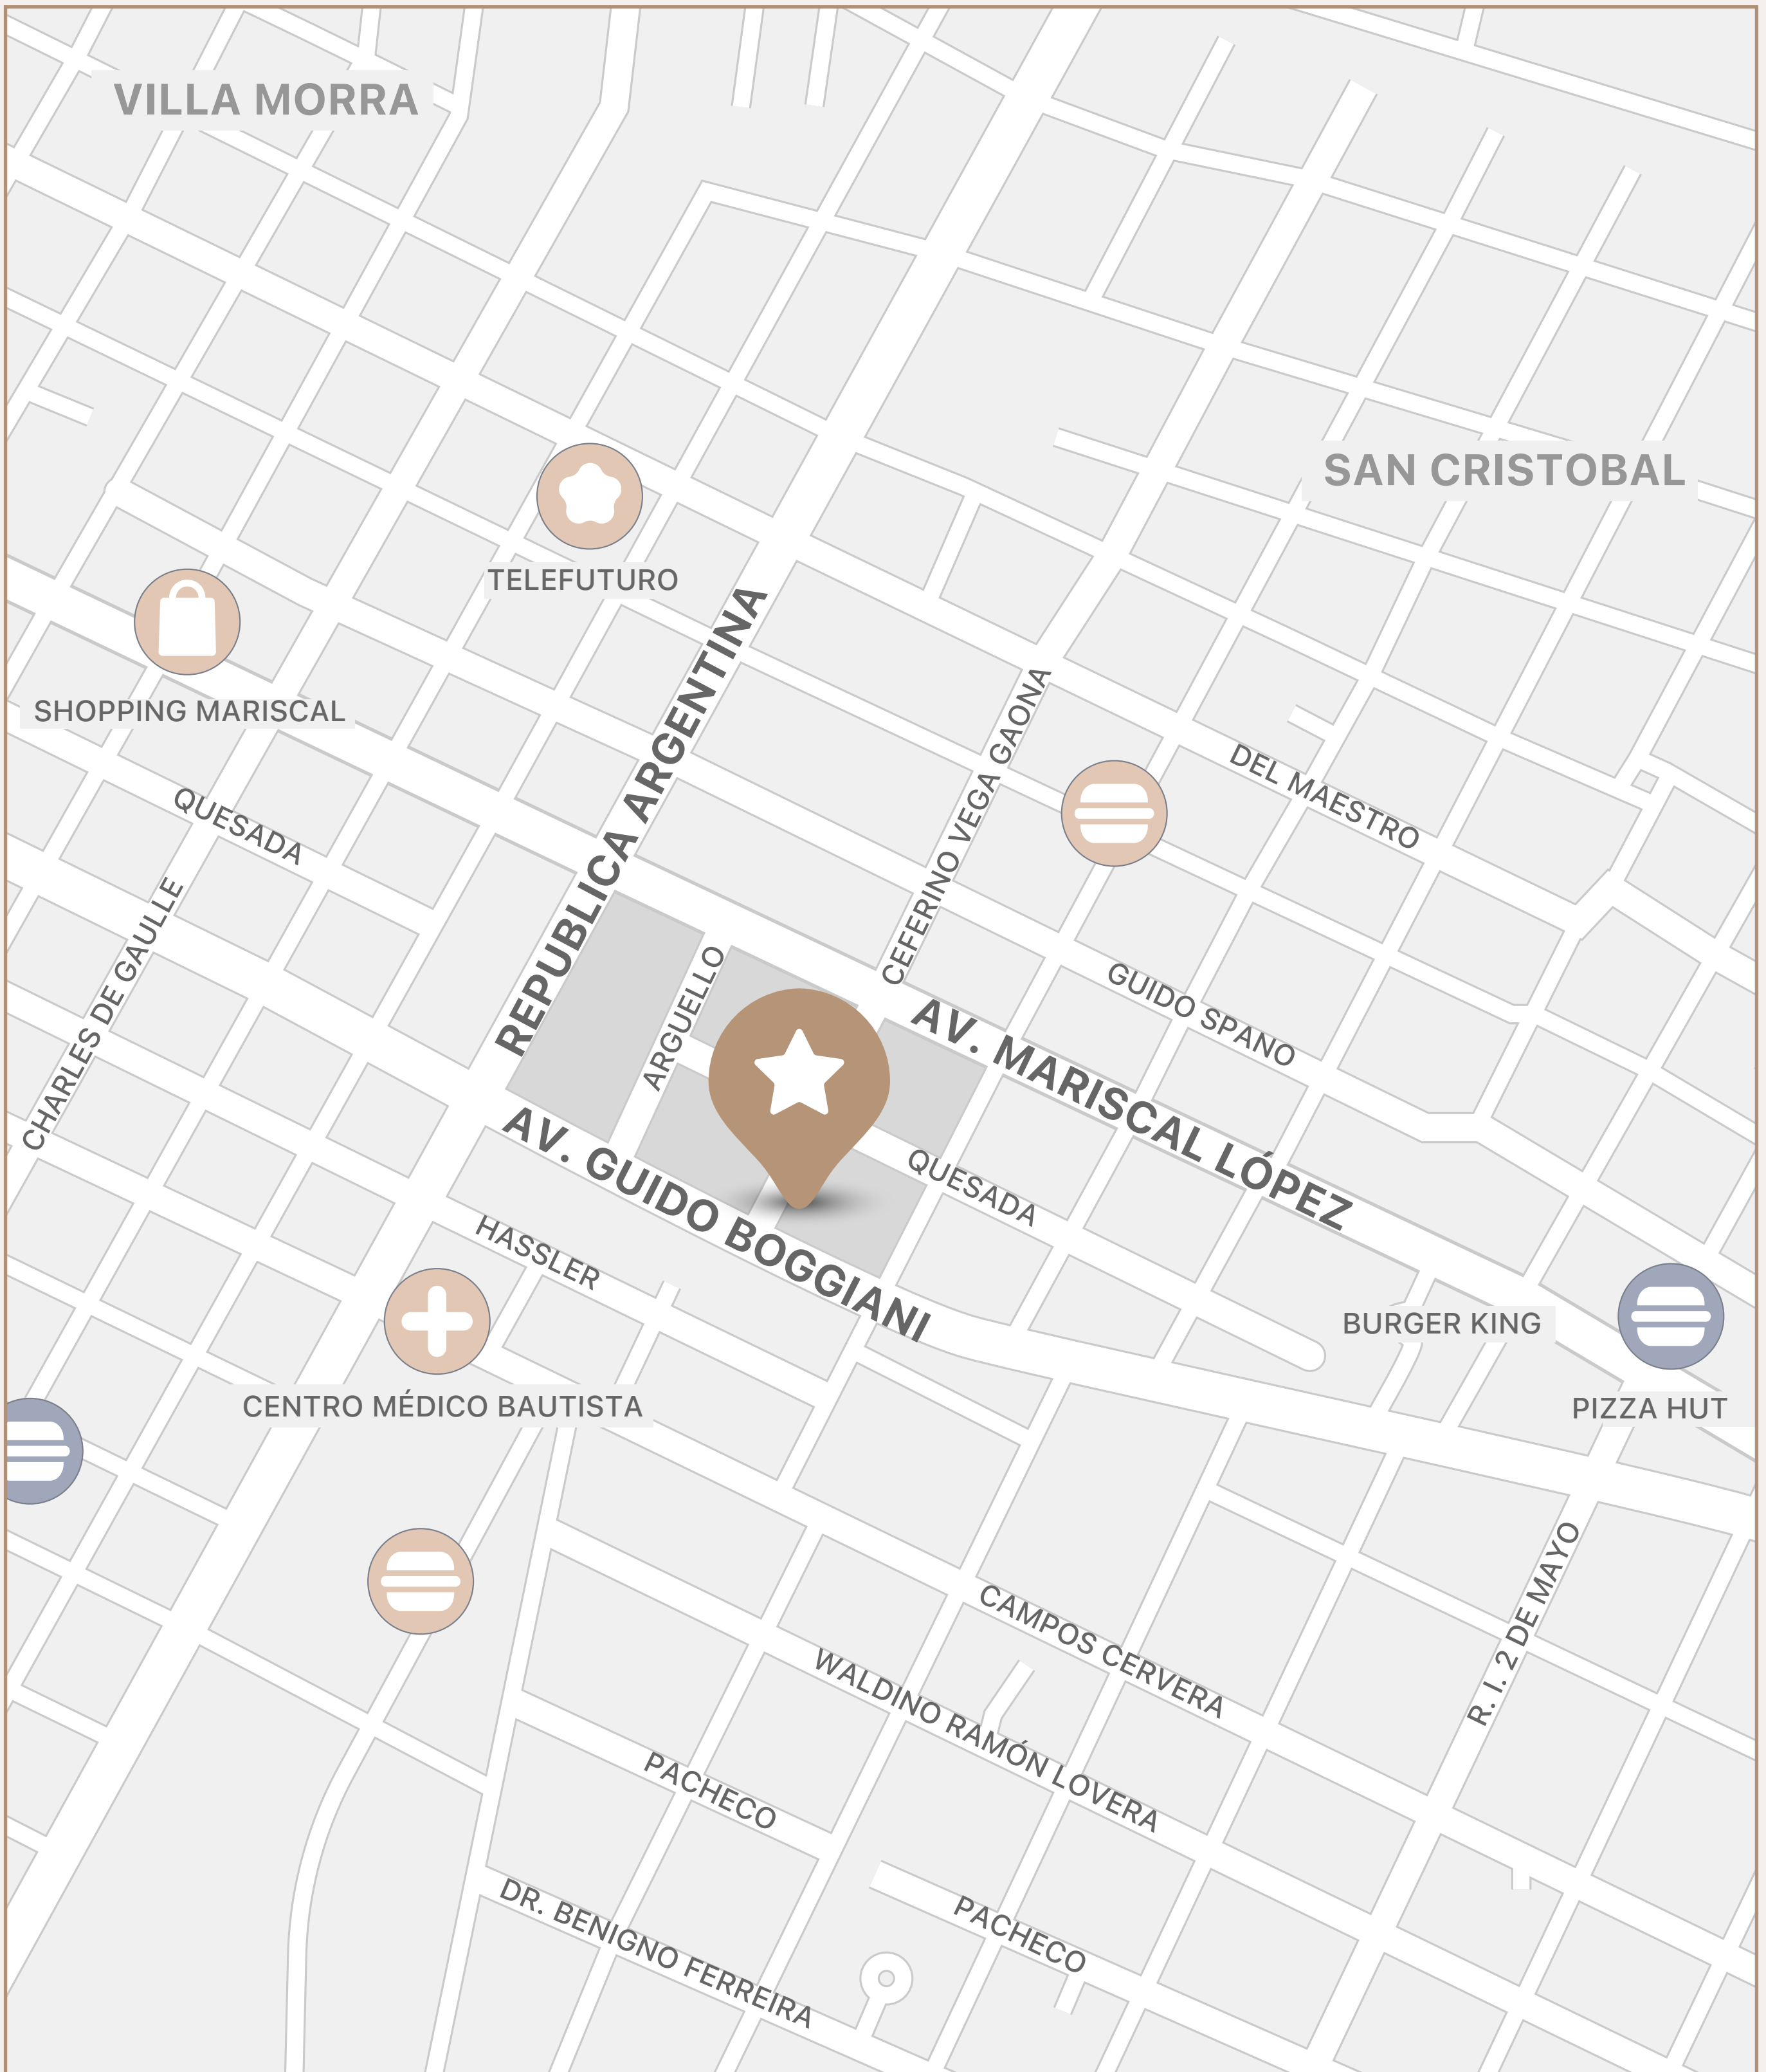 VILLA MORRA
SAN CRISTOBAL
TELEFUTURO
REPUBLICA ARGENTINA
SHOPPING MARISCAL
CEFERINO VEGA GAONA
DEL MAESTRO
QUESADA
CHARLES DE GAULLE
ARGUELLO
GUIDO SPANO
AV. MARISCAL LÓPEZ
AV. GUIDO BOGGIANI
QUESADA
HASSLER
BURGER KING
CENTRO MÉDICO BAUTISTA
PIZZA HUT
R. I. 2 DE MAYO
CAMPOS CERVERA
WALDINO RAMÓN LOVERA
PACHECO
DR. BENIGNO FERREIRA
PACHECO